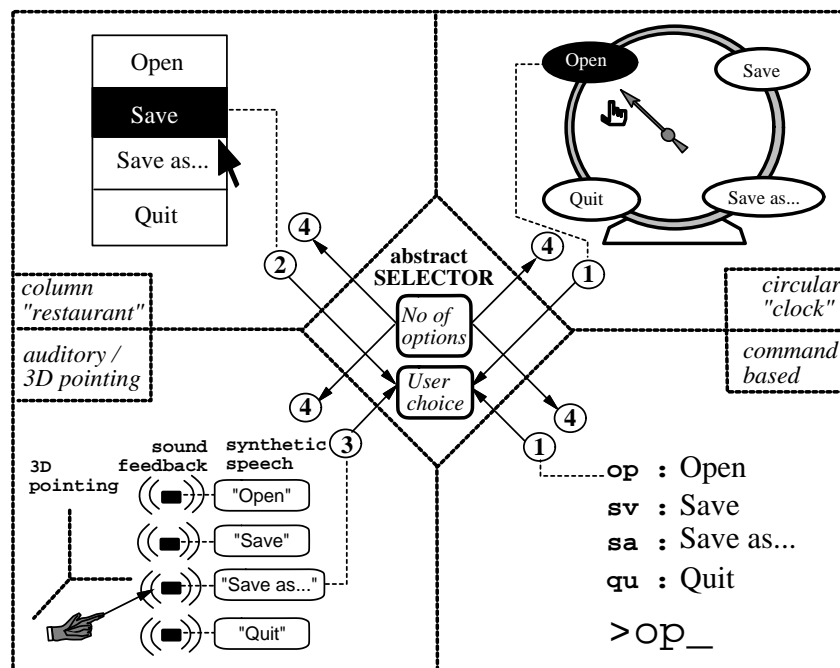 Open
Save
Save as...
Quit
Open
Save
Quit
Save as...
column
"restaurant"
circular
"clock"
auditory /
3D pointing
command
based
abstract
SELECTOR
No of
options
User
choice
4
4
2
1
4
4
3
1
3D
pointing
sound
feedback
synthetic
speech
"Open"
"Save"
"Save as..."
"Quit"
op : Open
sv : Save
sa : Save as...
qu : Quit
>op_